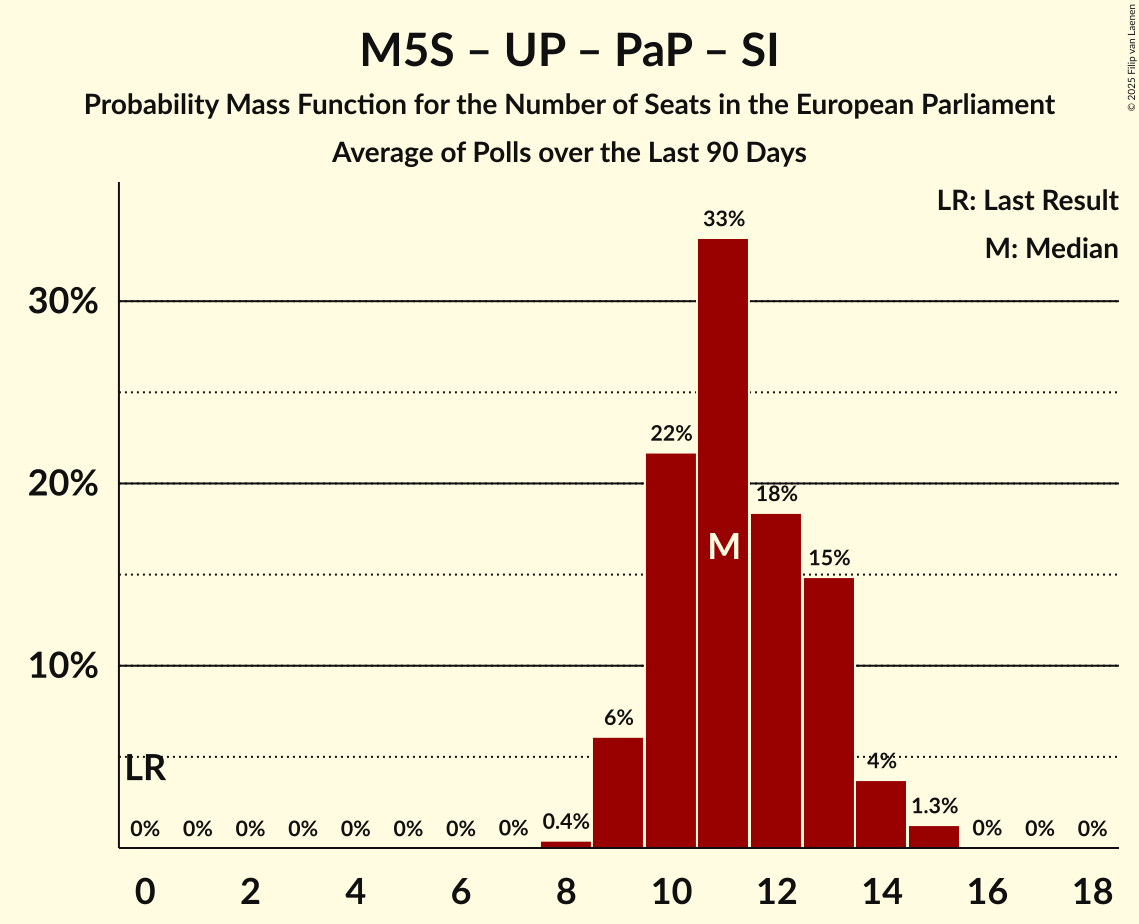 M5S – UP – PaP – SI
Probability Mass Function for the Number of Seats in the European Parliament
Average of Polls over the Last 90 Days
© 2025 Filip van Laenen
LR: Last Result
M: Median
30%
20%
10%
33%
22%
18%
15%
6%
4%
1.3%
0.4%
M
LR
0% 0% 0% 0% 0% 0% 0% 0% 0% 0% 0%
0 2 4 6 8 10 12 14 16 18